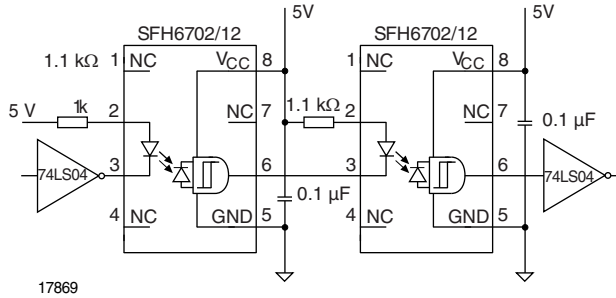 5V
5V
SFH6702/12
SFH6702/12
1.1 kΩ
1
NC
VCC
8
1
NC
VCC
8
5 V
1k
2
NC
7
1.1 kΩ
2
NC
7
0.1 µF
74LS04
3
6
3
6
74LS04
4
NC
GND
5
0.1 µF
4
NC
GND
5
17869